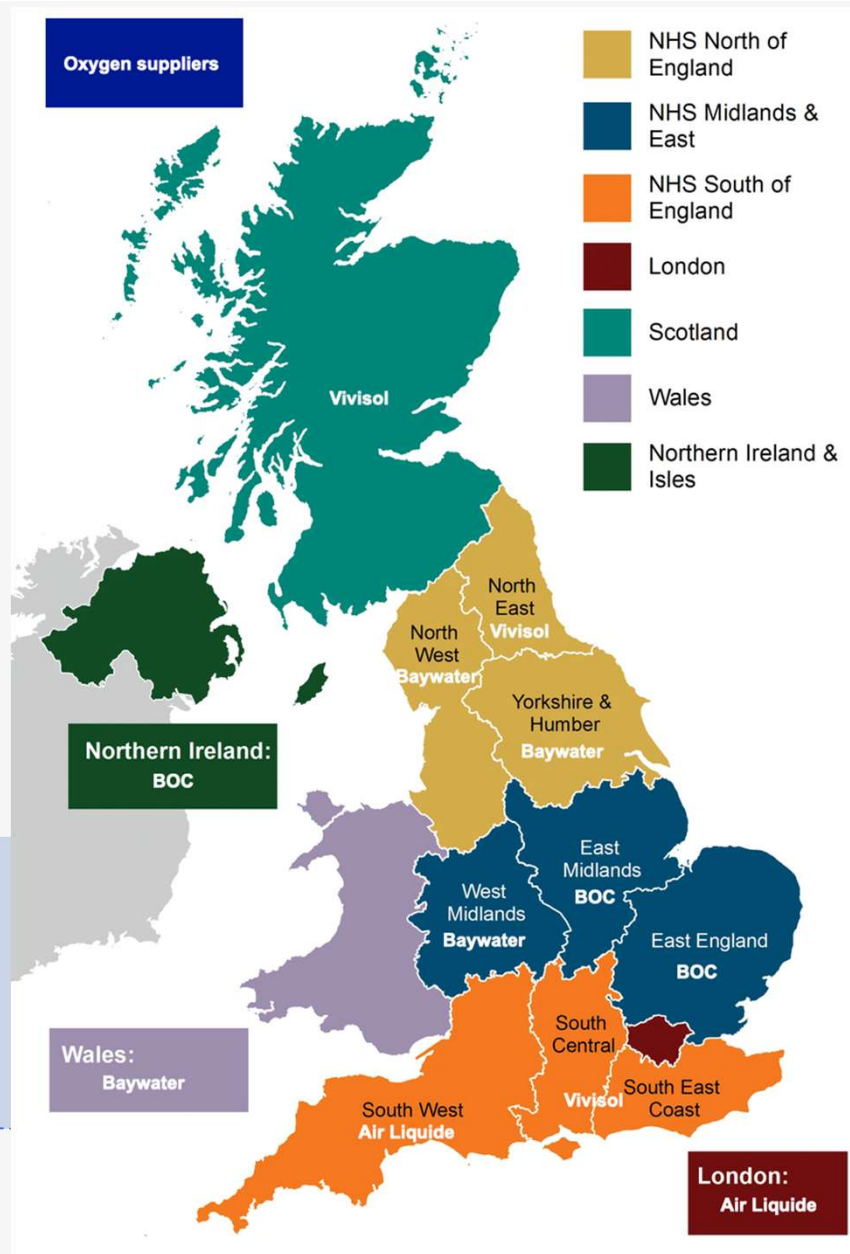 Oxygen suppliers
NHS North of
England
NHS Midlands &
East
NHS South of
England
London
Scotland
Wales
Northern Ireland &
Isles
Vivisol
North
East
Vivisol
North
West
Baywater
Yorkshire &
Humber
Baywater
Northern Ireland:
BOC
East
Midlands
BOC
West
Midlands
Baywater
East England
BOC
Wales:
Baywater
South
Central
Vivisol
South East
Coast
South West
Air Liquide
London:
Air Liquide